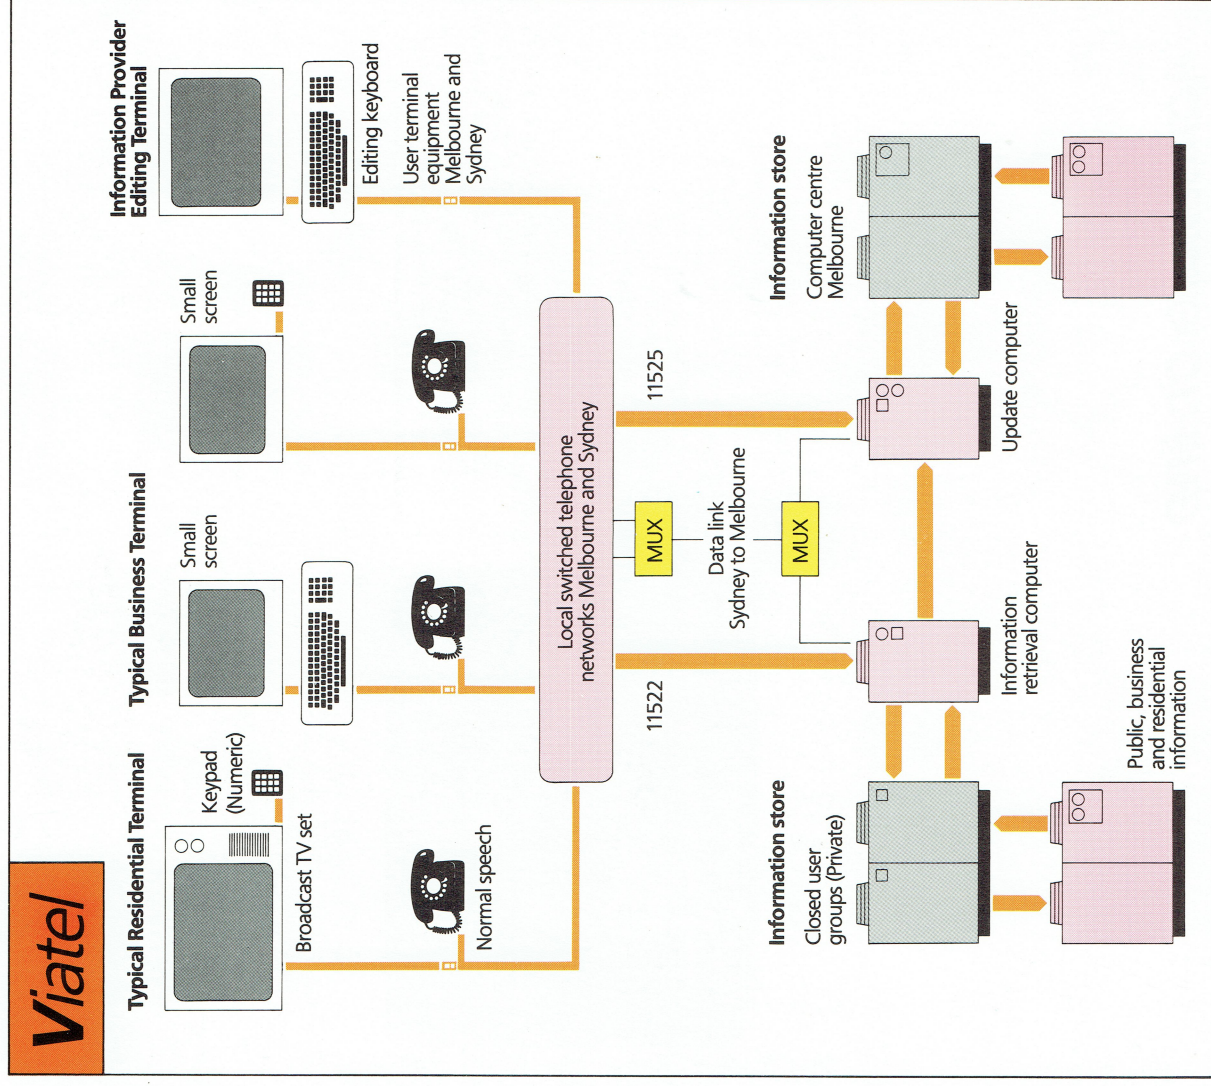 Viatel
Typical Residential Terminal
Keypad
(Numeric)
Broadcast TV set
Normal speech
Typical Business Terminal
Small
screen
Small
screen
Information Provider
Editing Terminal
Editing keyboard
User terminal
equipment
Melbourne and
Sydney
Local switched telephone
networks Melbourne and Sydney
11522
11525
MUX
Data link
Sydney to Melbourne
MUX
Information store
Closed user
groups (Private)
Information
retrieval computer
Update computer
Information store
Computer centre
Melbourne
Public, business
and residential
information